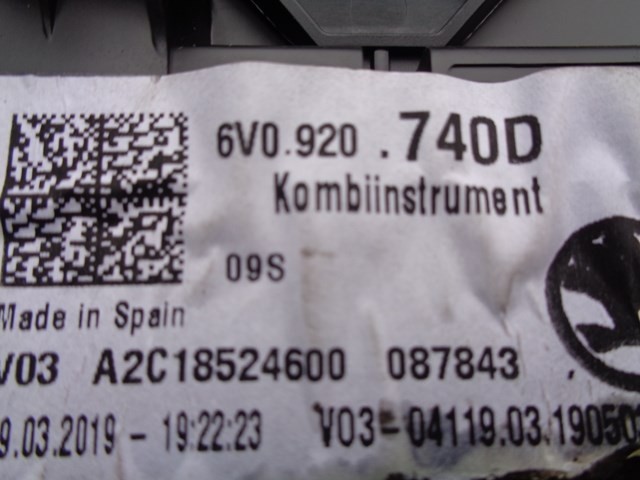 6V0.920 .740D
Kombiinstrument
09S
Made in Spain
V03 A2C18524600 087843
9.03.2019 - 19:22:23 V03-04119.03.190503